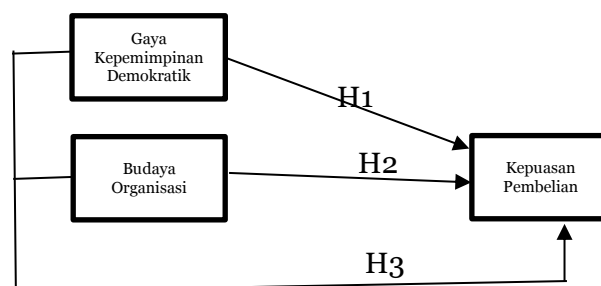 Gaya
Kepemimpinan
Demokratik
H1
Budaya
Organisasi
H2
Kepuasan
Pembelian
H3